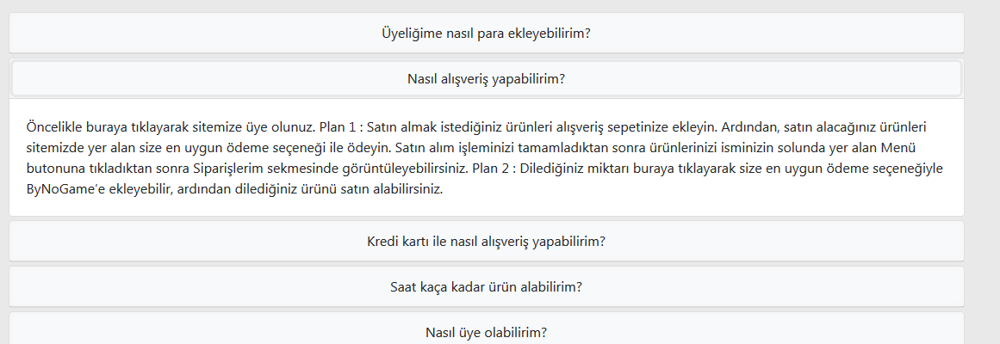 Üyeliğime nasıl para ekleyebilirim?
Nasıl alışveriş yapabilirim?
Öncelikle buraya tıklayarak sitemize üye olunuz. Plan 1 : Satın almak istediğiniz ürünleri alışveriş sepetinize ekleyin. Ardından, satın alacağınız ürünleri
sitemizde yer alan size en uygun ödeme seçeneği ile ödeyin. Satın alım işleminizi tamamladıktan sonra ürünlerinizi isminizin solunda yer alan Menü
butonuna tıkladıktan sonra Siparişlerim sekmesinde görüntüleyebilirsiniz. Plan 2 : Dilediğiniz miktarı buraya tıklayarak size en uygun ödeme seçeneğiyle
ByNoGame’e ekleyebilir, ardından dilediğiniz ürünü satın alabilirsiniz.
Kredi kartı ile nasıl alışveriş yapabilirim?
Saat kaça kadar ürün alabilirim?
Nasıl üye olabilirim?